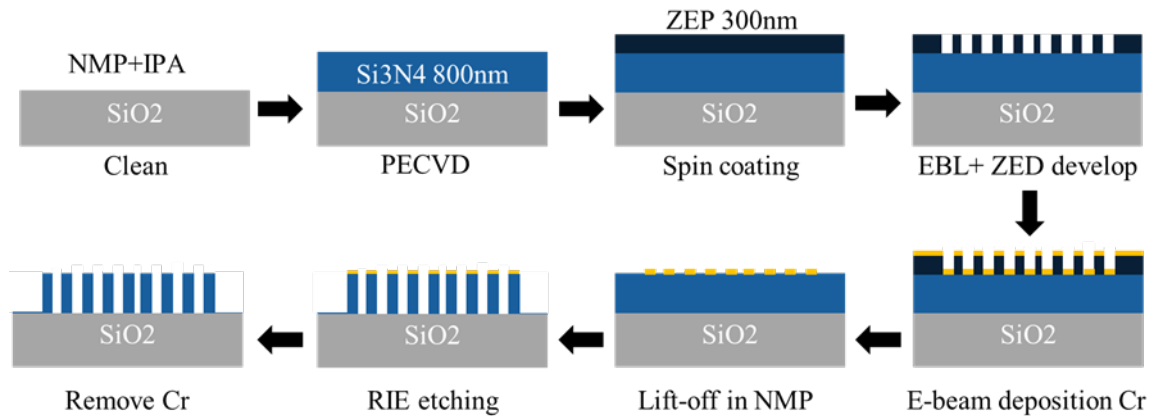 NMP+IPA
SiO2
Clean
Si3N4 800nm
SiO2
PECVD
ZEP 300nm
SiO2
Spin coating
SiO2
EBL+ ZED develop
SiO2
E-beam deposition Cr
SiO2
Lift-off in NMP
SiO2
RIE etching
SiO2
Remove Cr